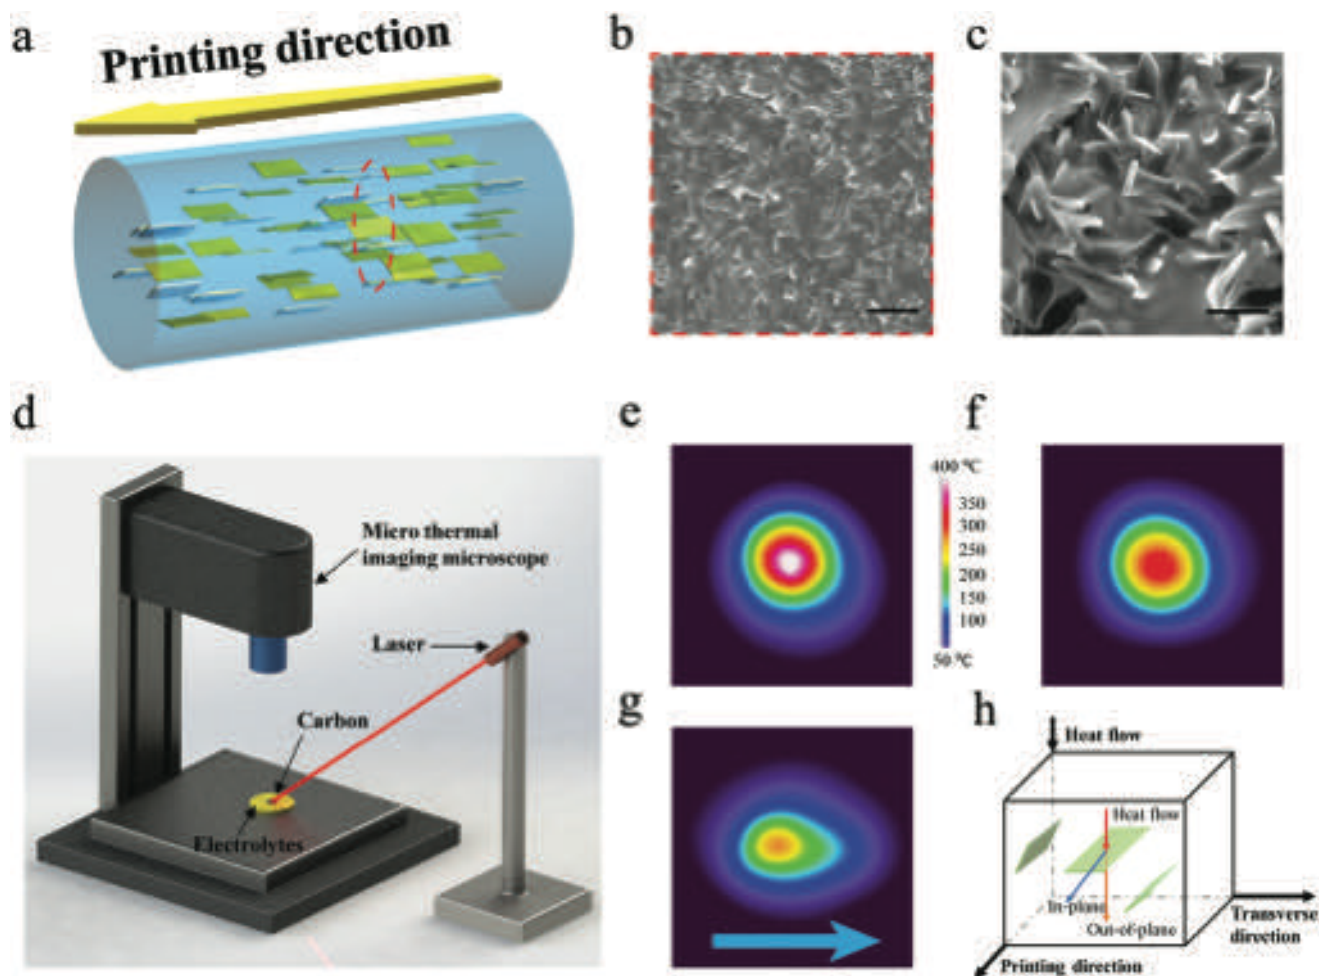 a
Printing direction
b
c
d
Micro thermal
imaging microscope
Laser
Carbon
Electrolytes
e
400 °C
350
300
250
200
150
100
50 °C
f
g
h
Heat flow
Heat flow
In-plane
Out-of-plane
Transverse
direction
Printing direction